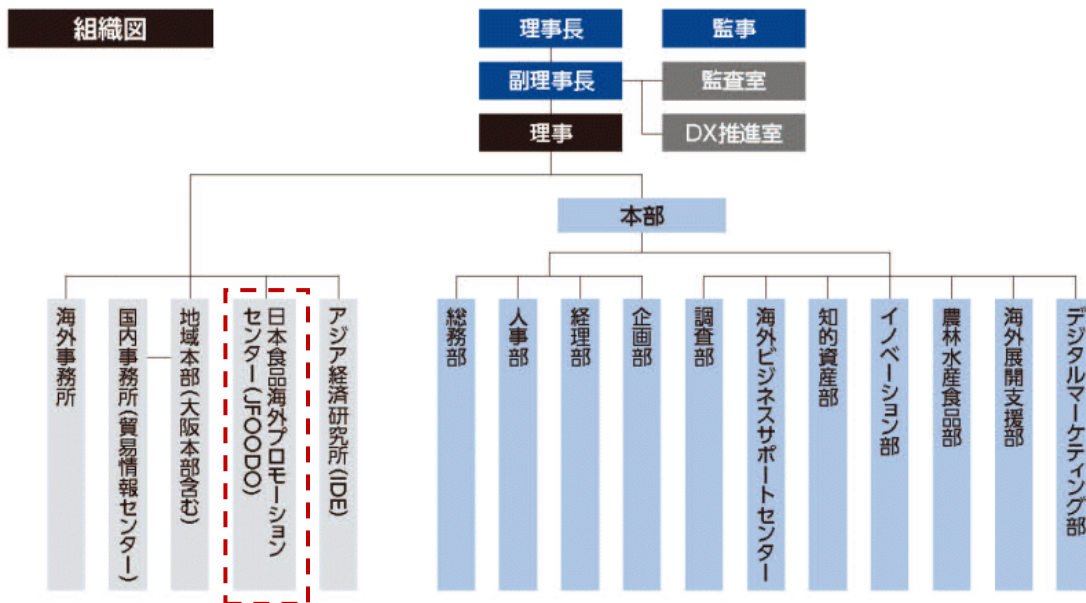 組織図
理事長
監事
副理事長
監査室
理事
DX推進室
本部
海外事務所
国内事務所(貿易情報センター)
地域本部(大阪本部含む)
日本食品海外プロモーション
センター(JFOODO)
アジア経済研究所(IDE)
総務部
人事部
経理部
企画部
調査部
海外ビジネスサポートセンター
知的資産部
イノベーション部
農林水産食品部
海外展開支援部
デジタルマーケティング部